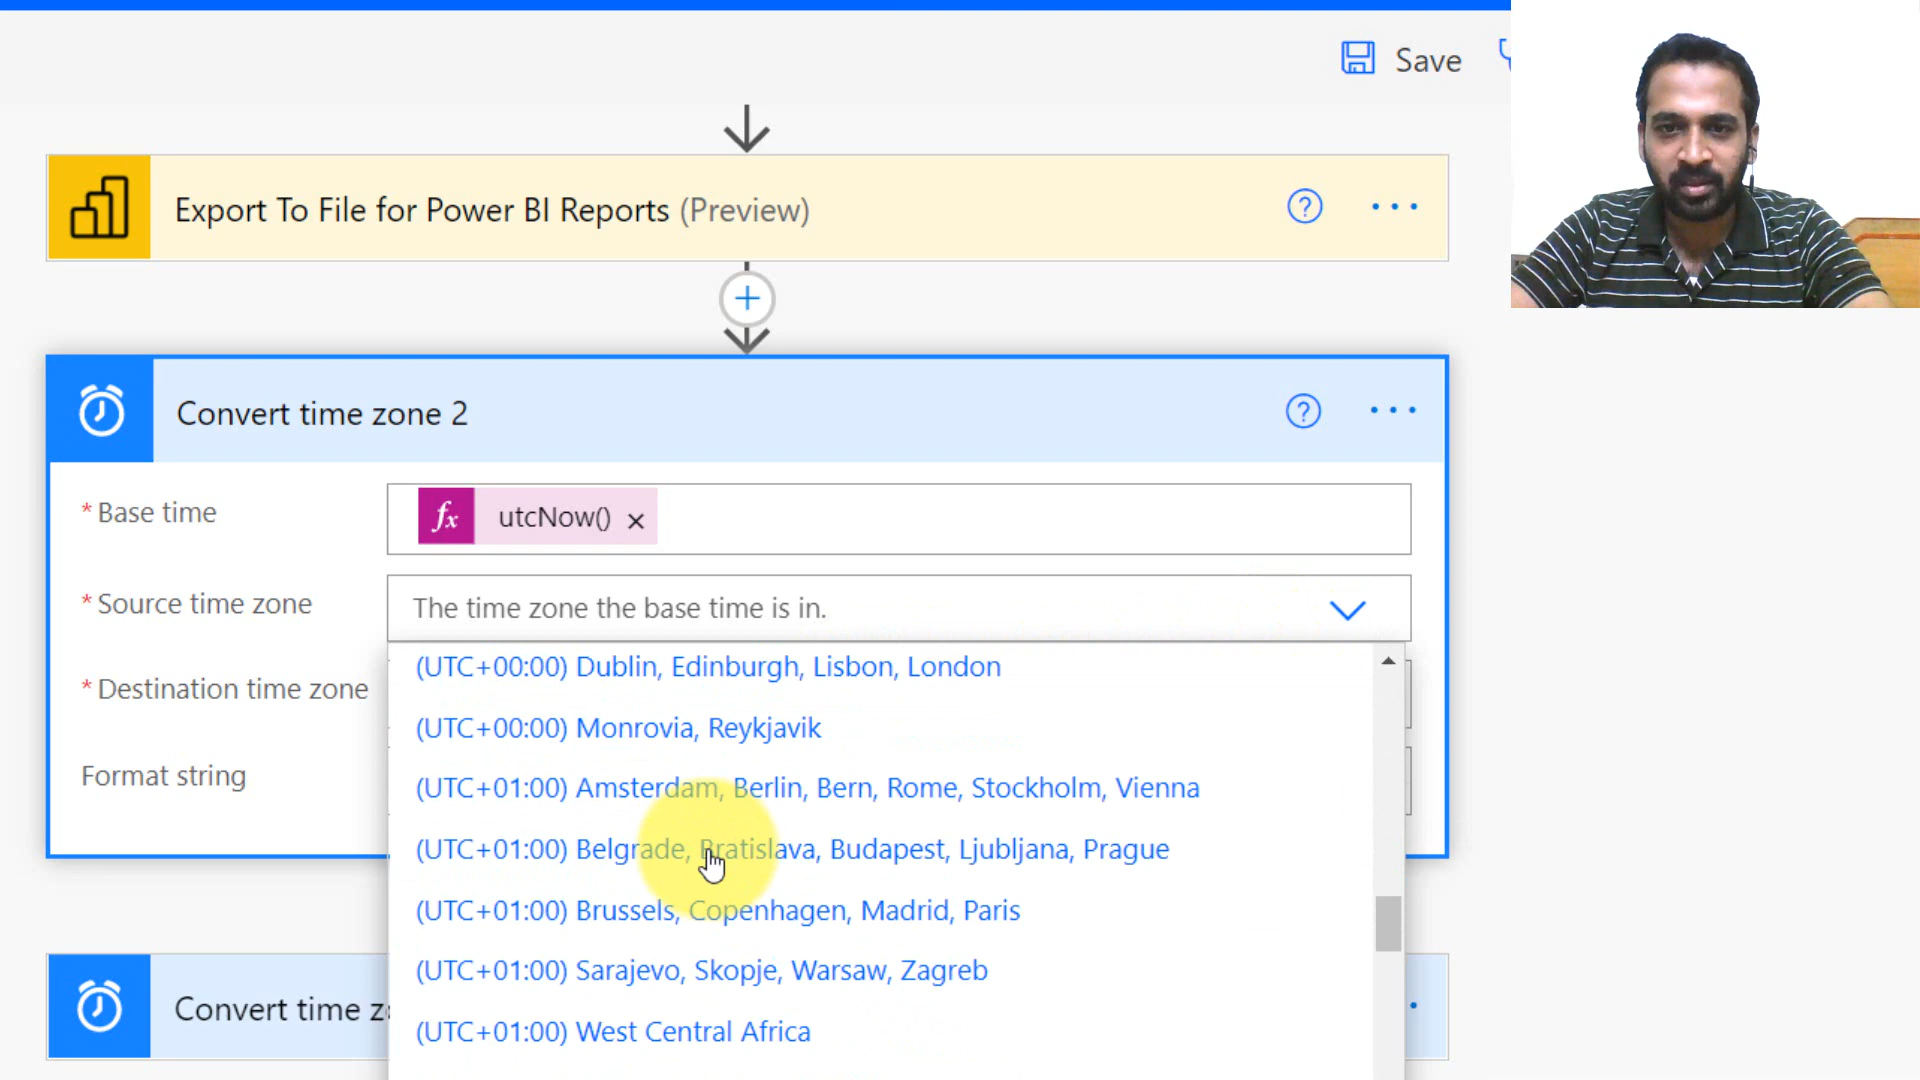 Save
Export To File for Power BI Reports (Preview)
?
Convert time zone 2
?
* Base time
fx utcNow() ×
* Source time zone
The time zone the base time is in.
(UTC+00:00) Dublin, Edinburgh, Lisbon, London
* Destination time zone
(UTC+00:00) Monrovia, Reykjavik
Format string
(UTC+01:00) Amsterdam, Berlin, Bern, Rome, Stockholm, Vienna
(UTC+01:00) Belgrade, Bratislava, Budapest, Ljubljana, Prague
(UTC+01:00) Brussels, Copenhagen, Madrid, Paris
(UTC+01:00) Sarajevo, Skopje, Warsaw, Zagreb
Convert time z
(UTC+01:00) West Central Africa